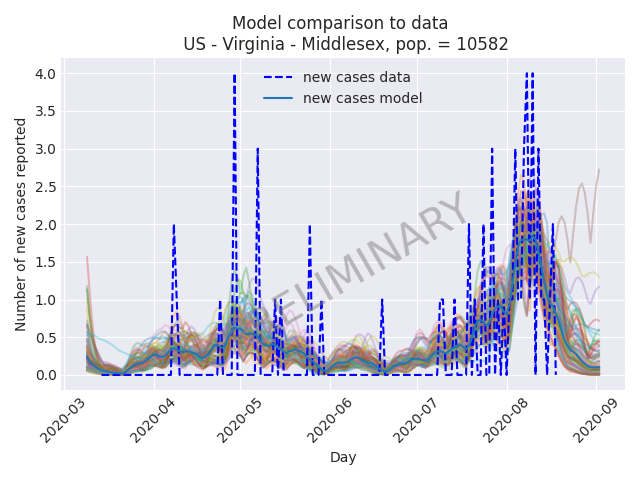 Model comparison to data
US - Virginia - Middlesex, pop. = 10582
new cases data
new cases model
PRELIMINARY
Number of new cases reported
4.0
3.5
3.0
2.5
2.0
1.5
1.0
0.5
0.0
2020-03
2020-04
2020-05
2020-06
2020-07
2020-08
2020-09
Day